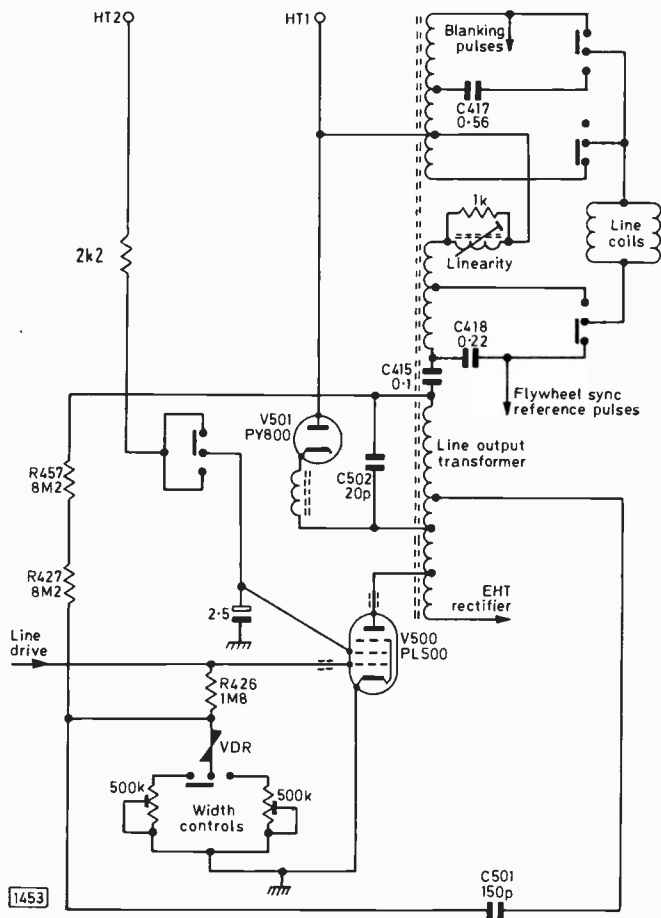 HT2
HT1
Blanking
pulses
C417
0·56
1k
Linearity
Line
coils
2k2
C418
0·22
C415
0·1
Flywheel sync
reference pulses
V501
PY800
C502
20p
Line output
transformer
R457
8M2
R427
8M2
EHT
rectifier
2·5
V500
PL500
Line
drive
R426
1M8
VDR
500k
500k
Width
controls
C501
150p
1453